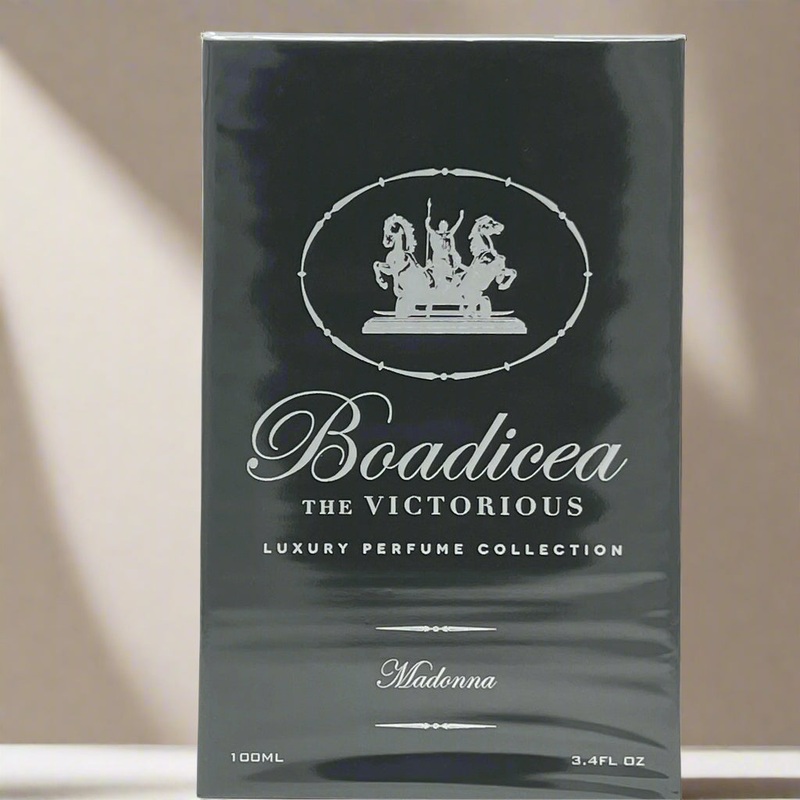 Boadicea
THE VICTORIOUS
LUXURY PERFUME COLLECTION
Madonna
100ML 3.4FL OZ